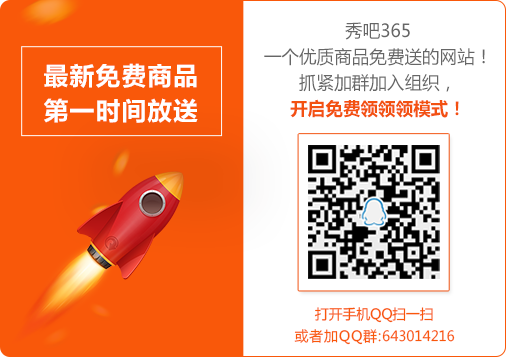 最新免费商品
第一时间放送
秀吧365
一个优质商品免费送的网站！
抓紧加群加入组织，
开启免费领领领模式！
打开手机QQ扫一扫
或者加QQ群:643014216